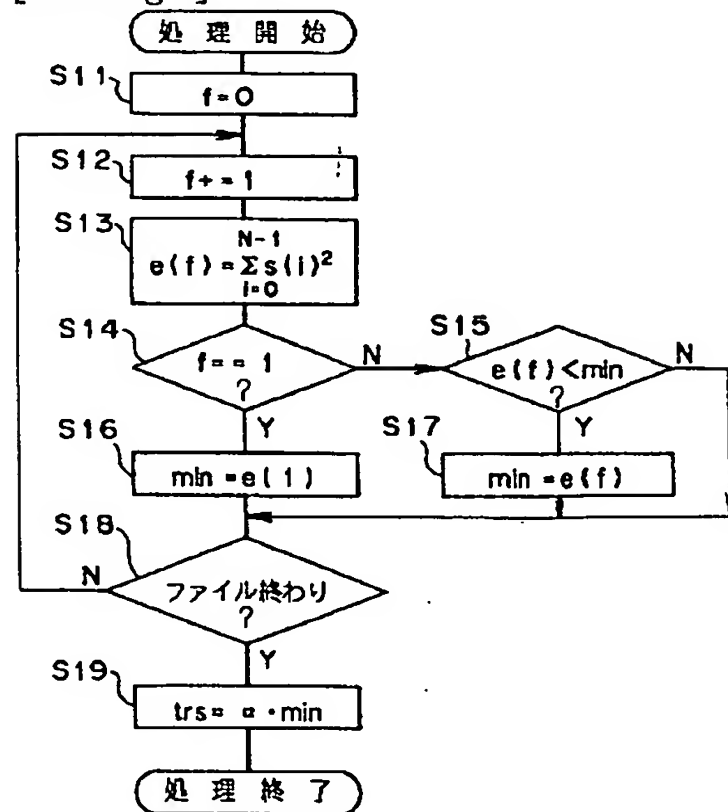 処 理 開 始
S11
f=0
S12
f+=1
S13
N-1
e(f)=Σs(i)²
i=0
S14
f==1
?
N
Y
S15
e(f)<min
?
N
Y
S16
min=e(1)
S17
min=e(f)
S18
ファイル終わり
?
N
Y
S19
trs=α・min
処 理 終 了